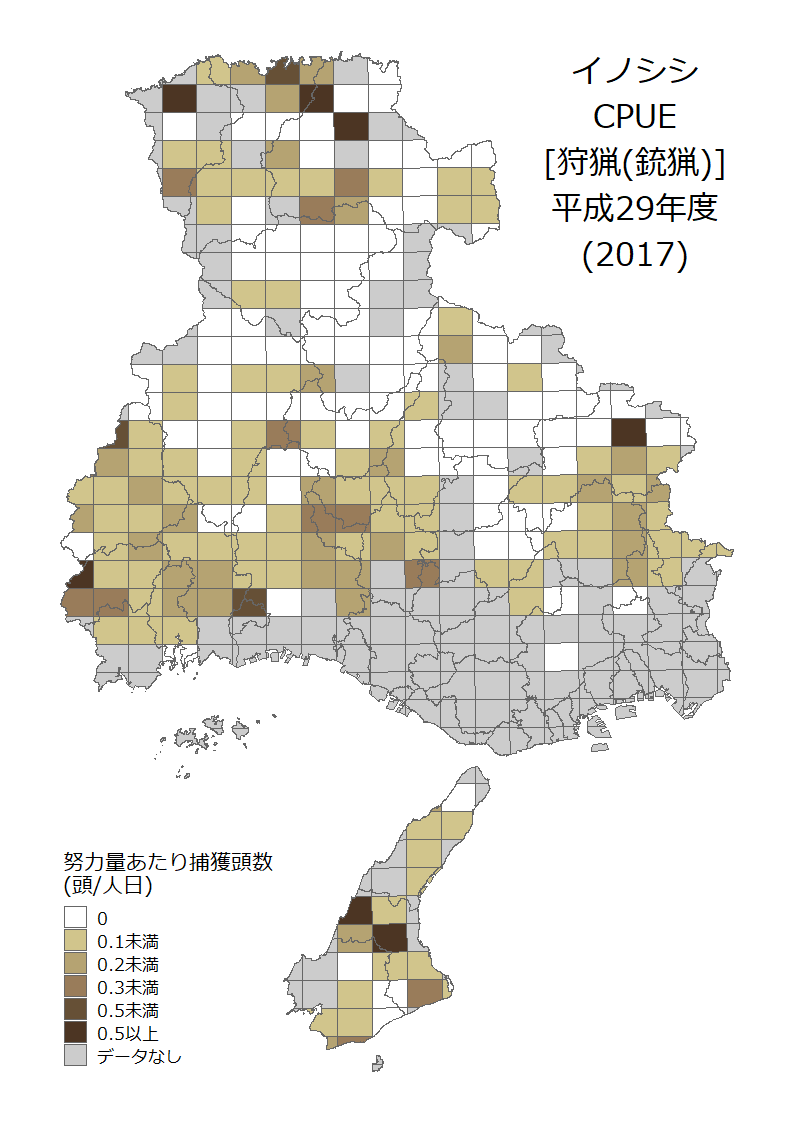 イノシシ
CPUE
[狩猟(銃猟)]
平成29年度
(2017)
努力量あたり捕獲頭数
(頭/人日)
0
0.1未満
0.2未満
0.3未満
0.5未満
0.5以上
データなし